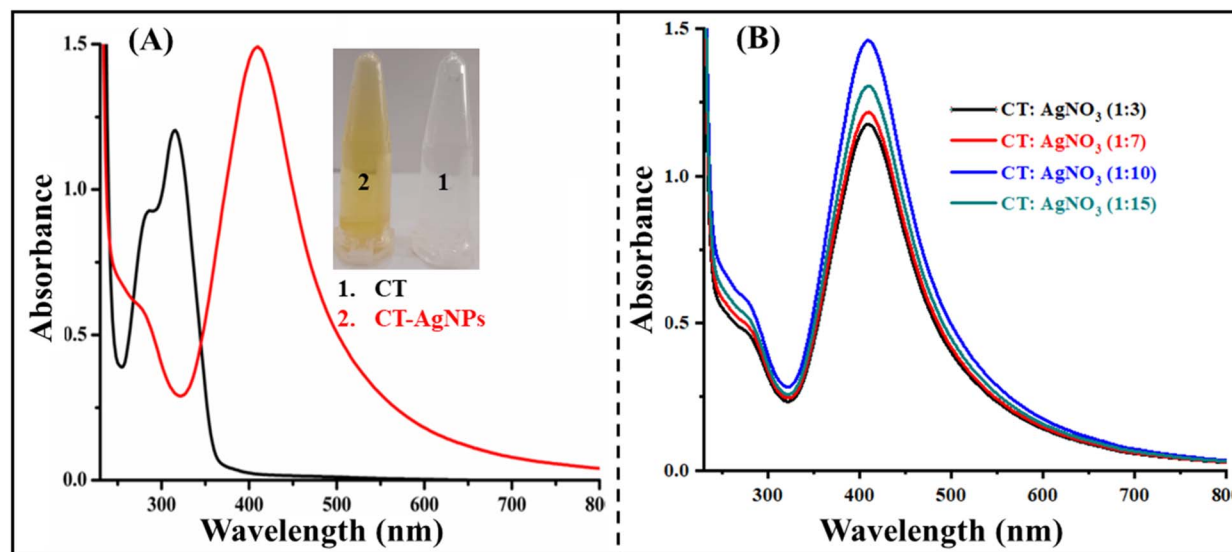 (A)
1.5
1.0
0.5
0.0
Absorbance
2
1
1. CT
2. CT-AgNPs
300
400
500
600
700
80
Wavelength (nm)
(B)
1.5
1.0
0.5
0.0
Absorbance
CT: AgNO₃ (1:3)
CT: AgNO₃ (1:7)
CT: AgNO₃ (1:10)
CT: AgNO₃ (1:15)
300
400
500
600
700
80
Wavelength (nm)